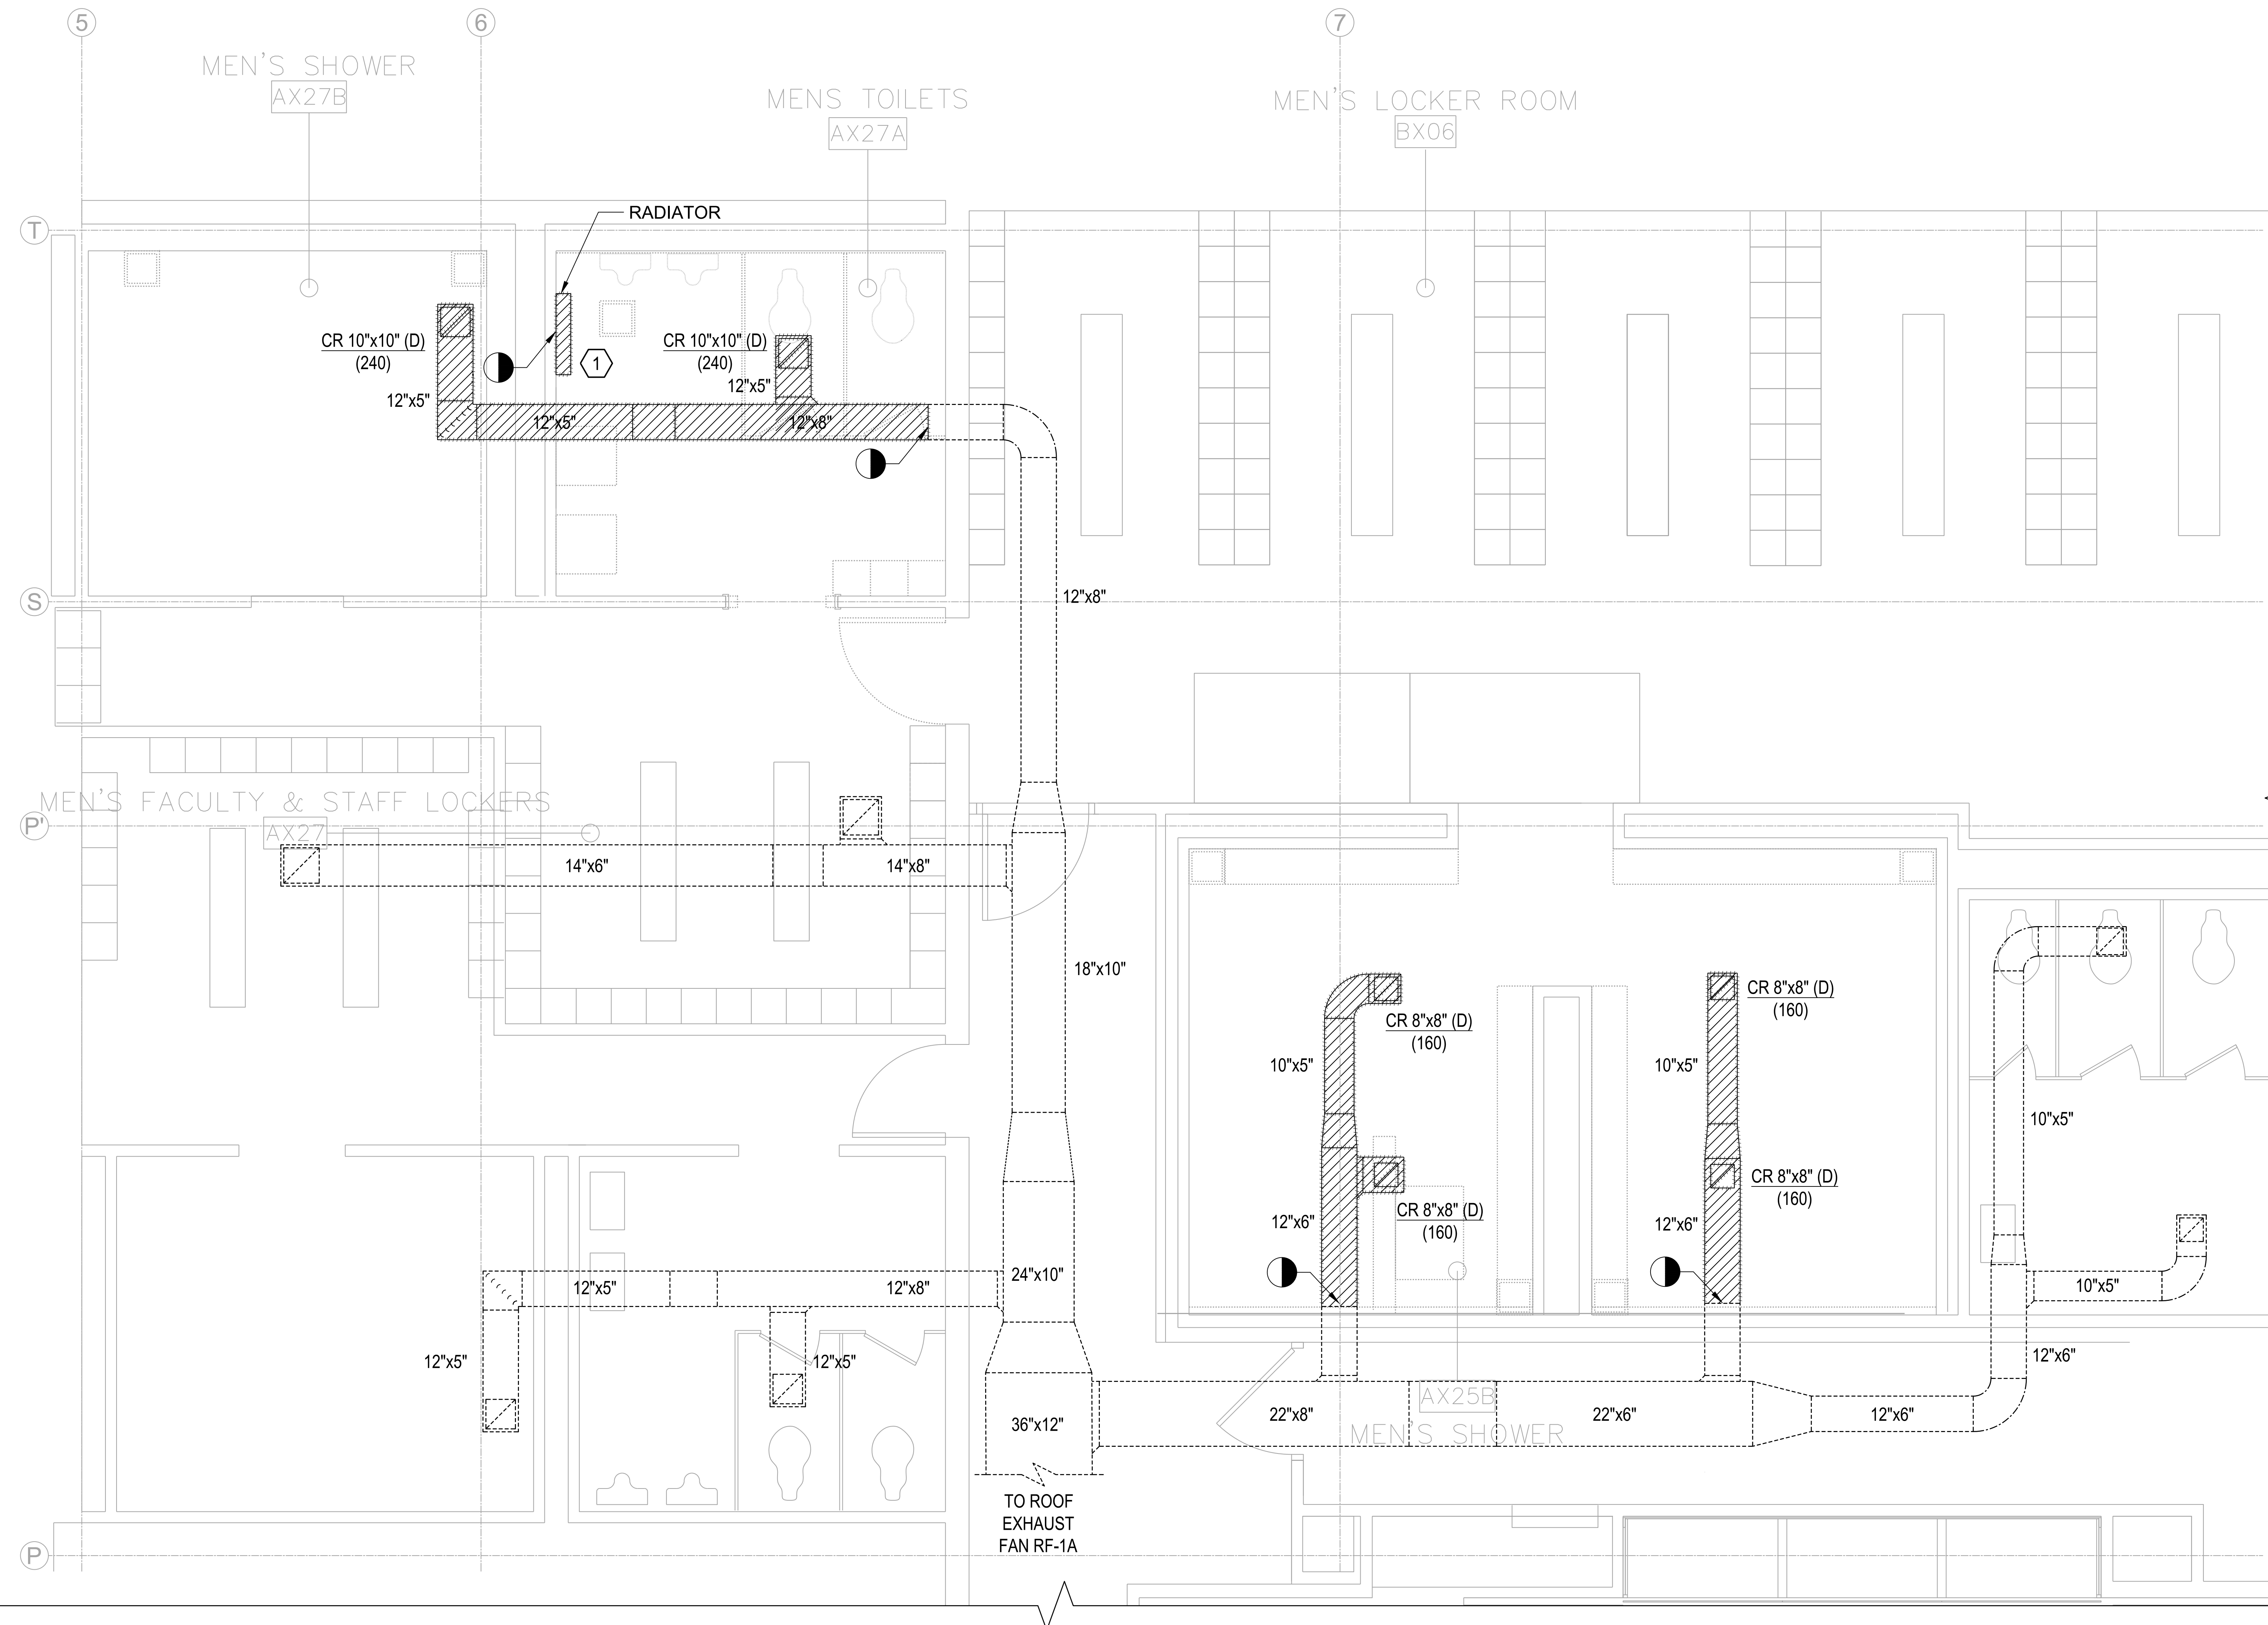 5
6
7
MEN'S SHOWER
AX27B
MENS TOILETS
AX27A
MEN'S LOCKER ROOM
BX06
T
RADIATOR
CR 10"x10" (D)
(240)
1
CR 10"x10" (D)
(240)
12"x5"
12"x5"
12"x5"
12"x8"
S
12"x8"
MEN'S FACULTY & STAFF LOCKERS
P'
AX27
14"x6"
14"x8"
18"x10"
CR 8"x8" (D)
(160)
CR 8"x8" (D)
(160)
10"x5"
10"x5"
10"x5"
CR 8"x8" (D)
(160)
CR 8"x8" (D)
(160)
12"x6"
12"x6"
24"x10"
12"x5"
12"x8"
10"x5"
12"x5"
12"x5"
12"x6"
AX25B
MEN'S SHOWER
36"x12"
22"x8"
22"x6"
12"x6"
TO ROOF
EXHAUST
FAN RF-1A
P